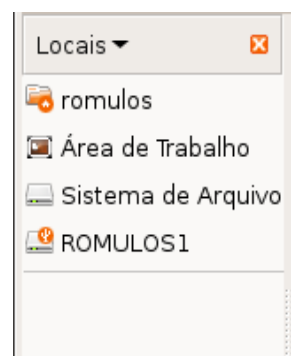 Locais
romulos
Área de Trabalho
Sistema de Arquivo
ROMULOS1